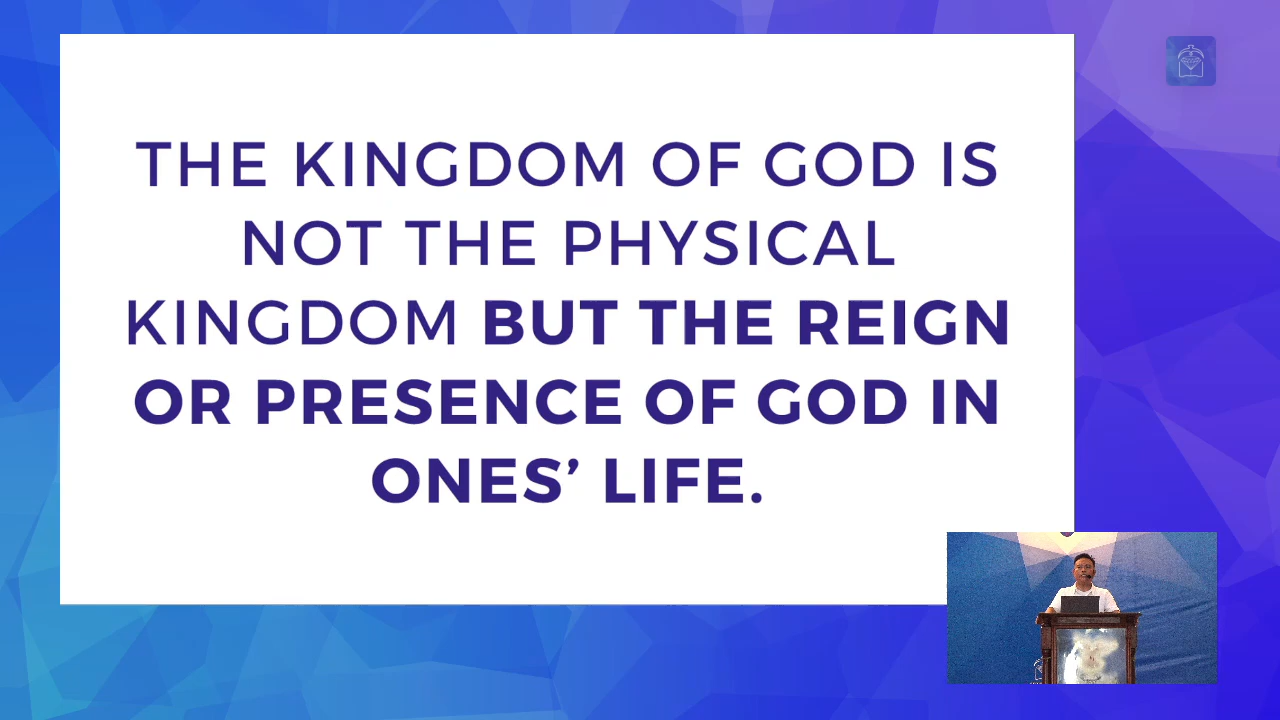 THE KINGDOM OF GOD IS
NOT THE PHYSICAL
KINGDOM BUT THE REIGN
OR PRESENCE OF GOD IN
ONES’ LIFE.